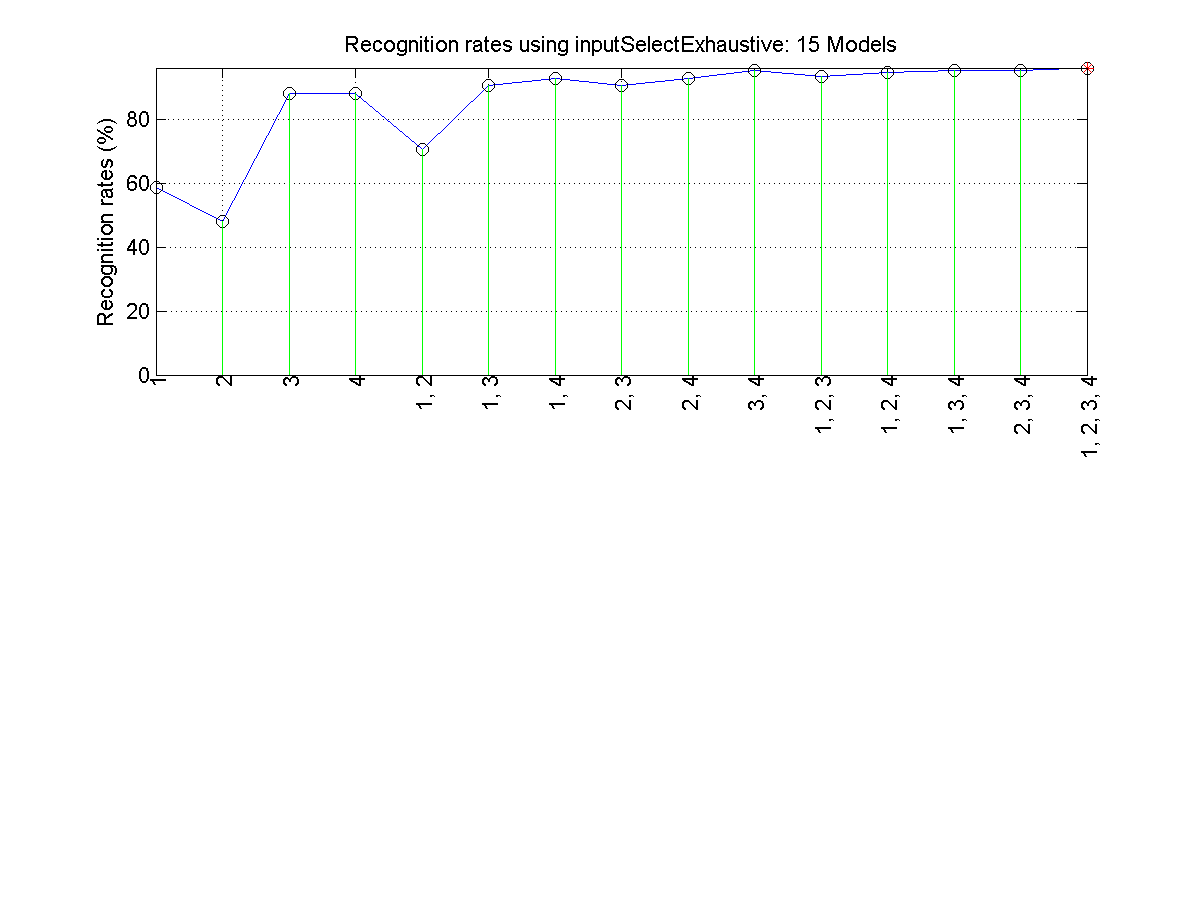 Recognition rates using inputSelectExhaustive: 15 Models
Recognition rates (%)
80
60
40
20
0
1
2
3
4
1, 2
1, 3
1, 4
2, 3
2, 4
3, 4
1, 2, 3
1, 2, 4
1, 3, 4
2, 3, 4
1, 2, 3, 4